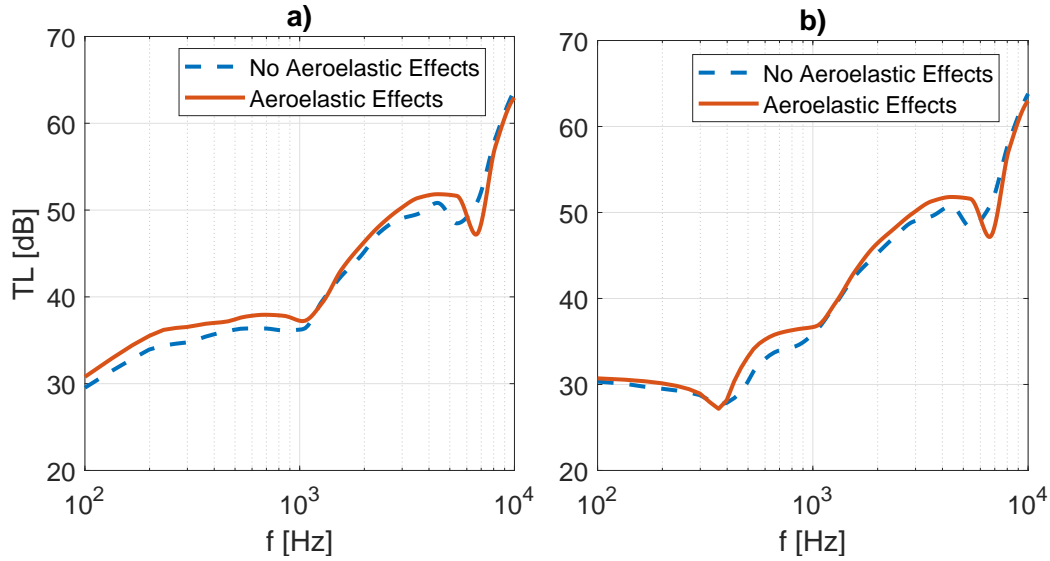 a)
No Aeroelastic Effects
Aeroelastic Effects
TL [dB]
70
60
50
40
30
20
10^2
10^3
10^4
f [Hz]
b)
No Aeroelastic Effects
Aeroelastic Effects
70
60
50
40
30
20
10^2
10^3
10^4
f [Hz]